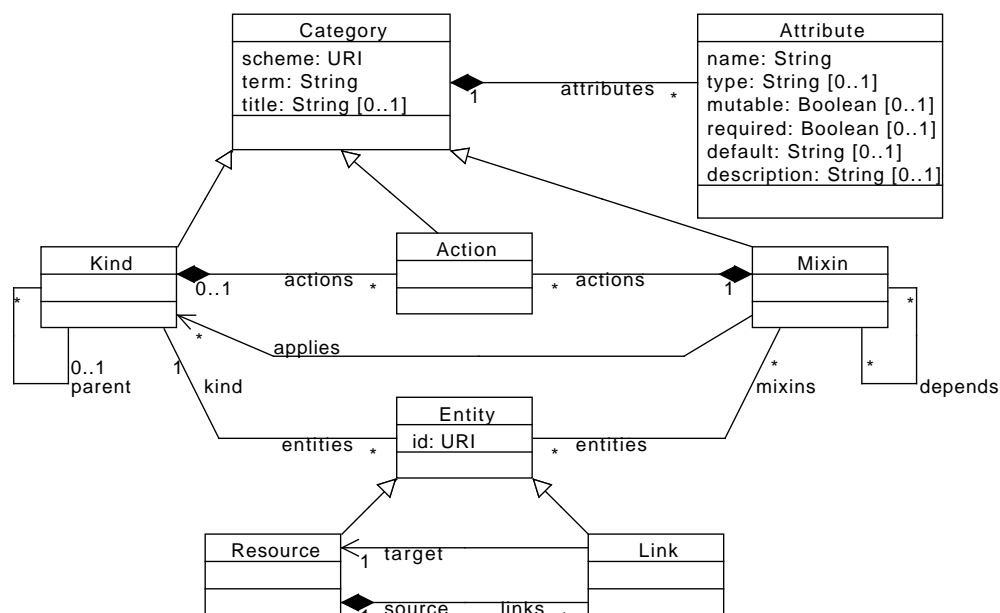 Category
scheme: URI
term: String
title: String [0..1]
Attribute
name: String
type: String [0..1]
mutable: Boolean [0..1]
required: Boolean [0..1]
default: String [0..1]
description: String [0..1]
1
attributes
*
Kind
Action
Mixin
0..1
actions
*
*
actions
1
*
0..1
parent
*
applies
*
*
depends
1
kind
*
mixins
Entity
id: URI
entities
*
*
entities
Resource
Link
1
target
source
links